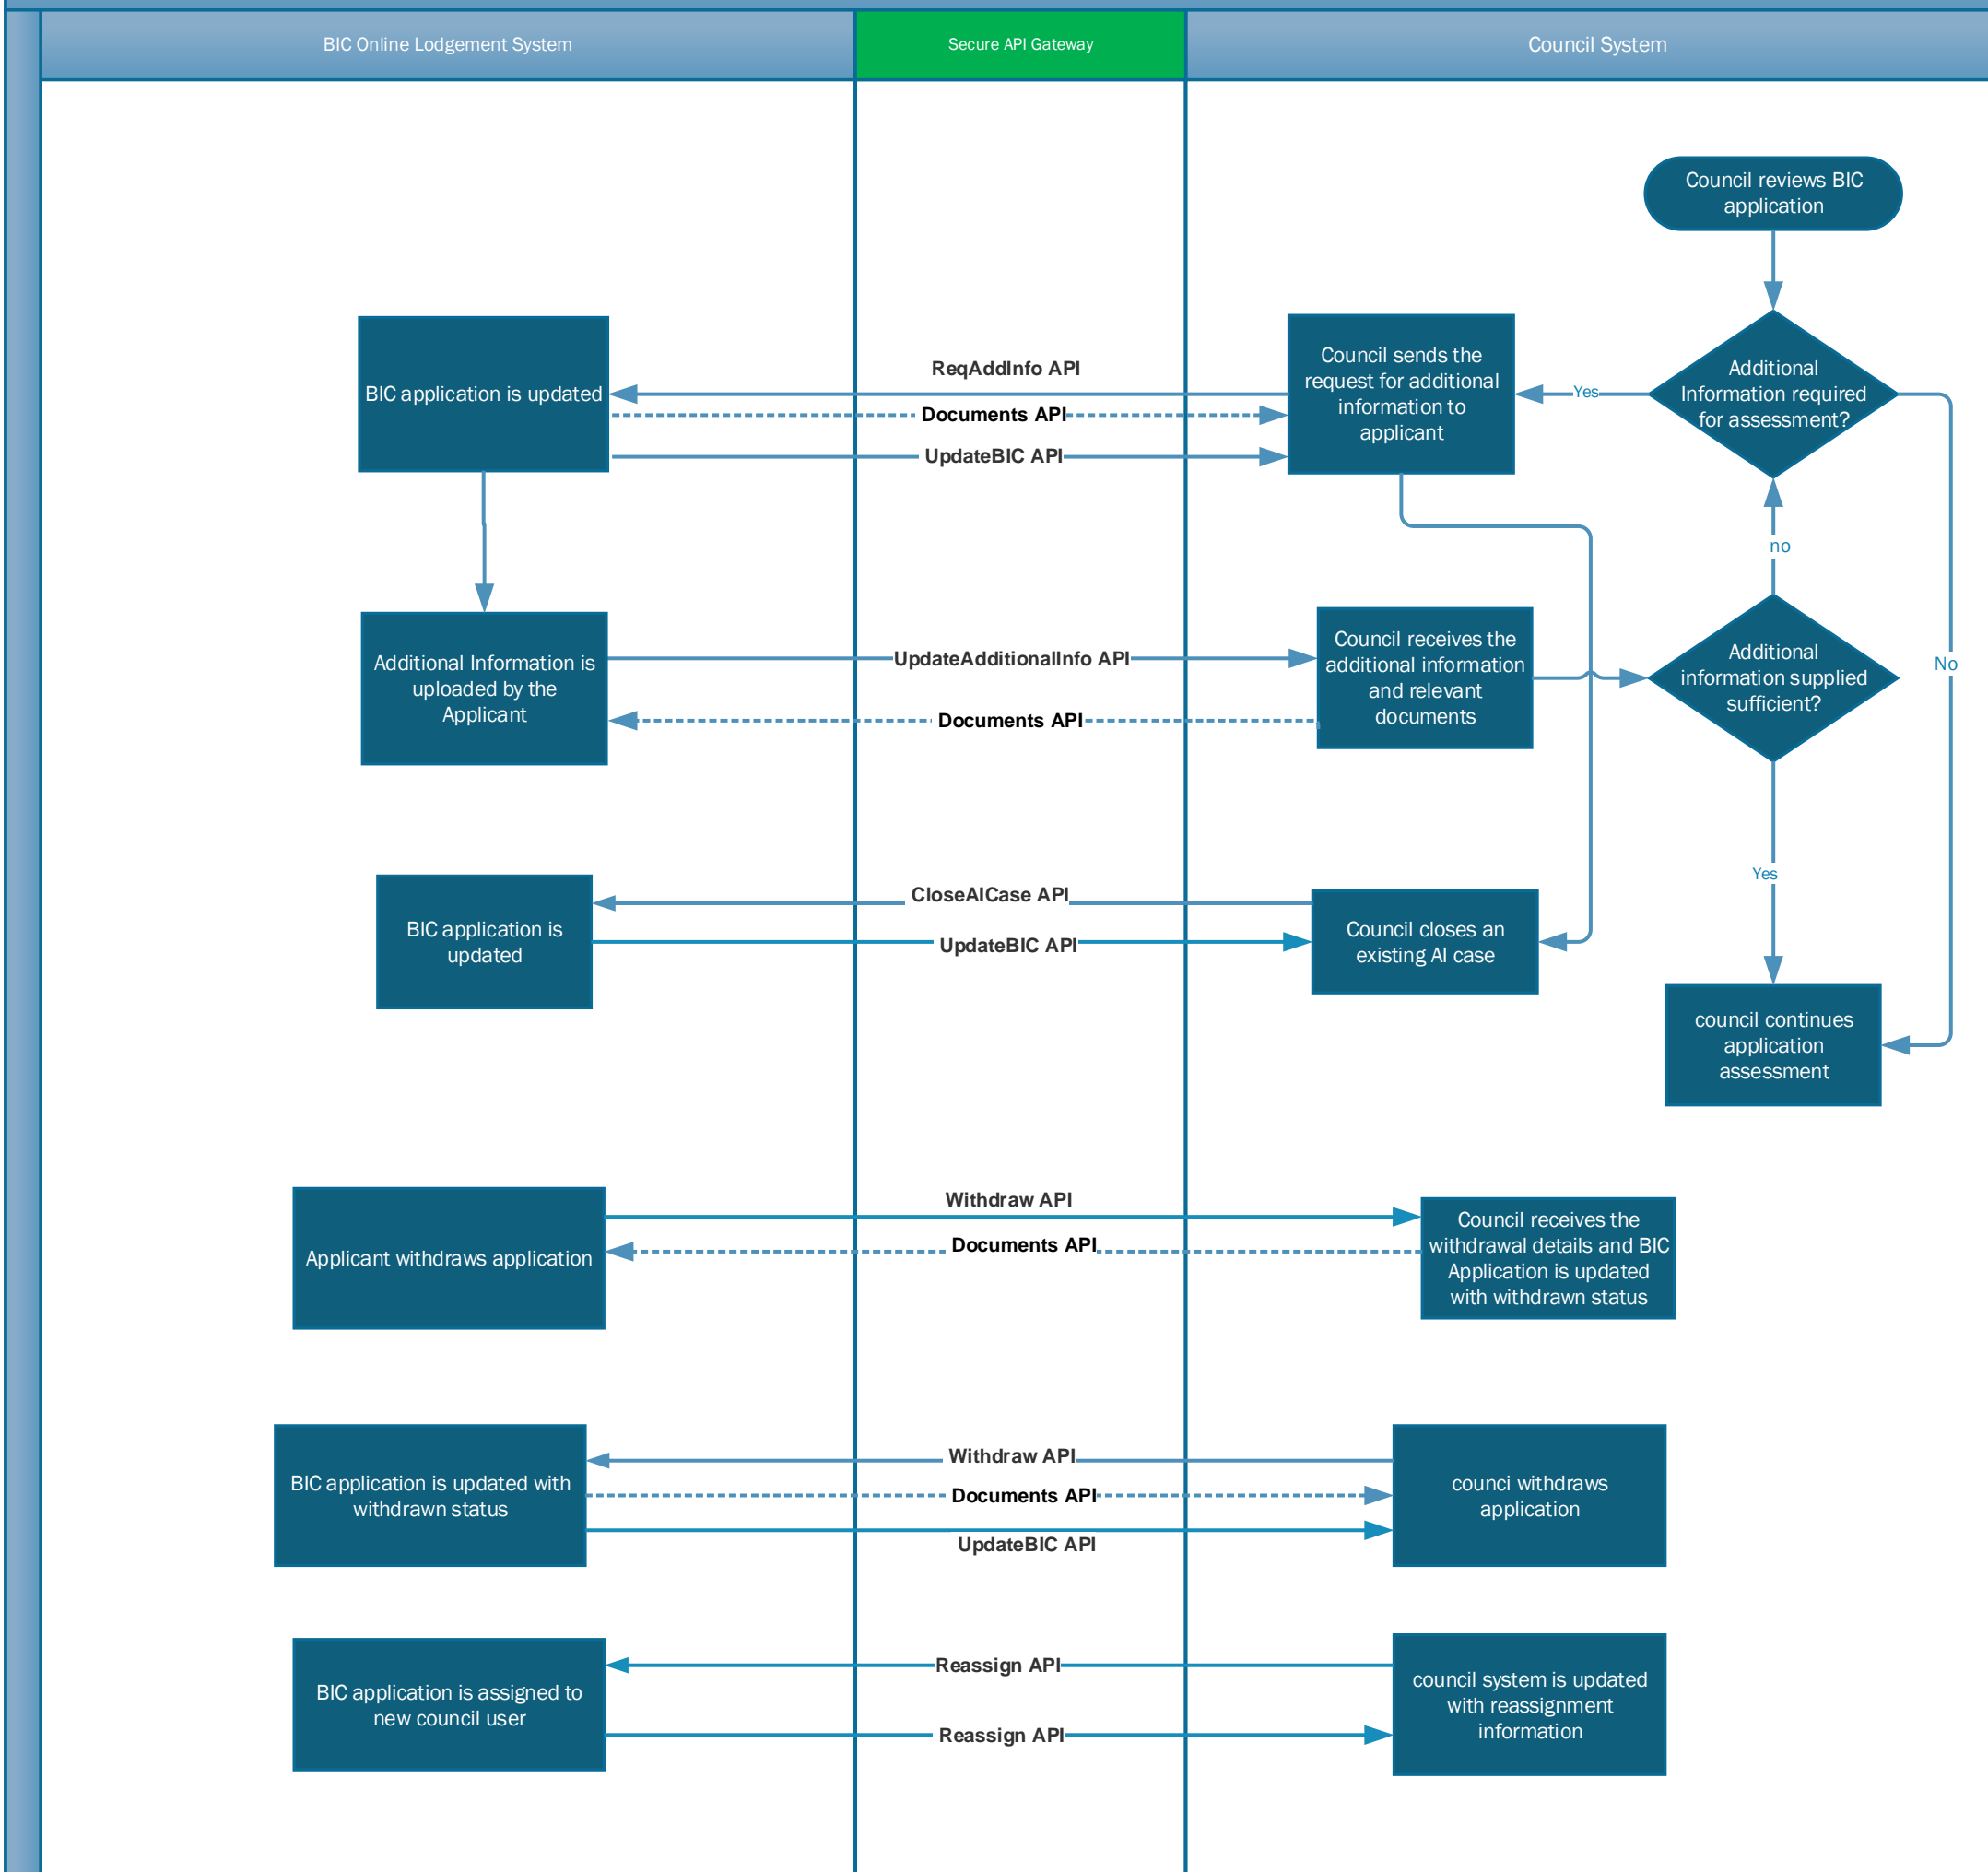 BIC Online Lodgement System
Secure API Gateway
Council System
Council reviews BIC
application
BIC application is updated
ReqAddInfo API
Documents API
UpdateBIC API
Council sends the
request for additional
information to
applicant
Yes
Additional
Information required
for assessment?
no
No
Additional Information is
uploaded by the
Applicant
UpdateAdditionalInfo API
Documents API
Council receives the
additional information
and relevant
documents
Additional
information supplied
sufficient?
Yes
BIC application is
updated
CloseAICase API
UpdateBIC API
Council closes an
existing AI case
council continues
application
assessment
Applicant withdraws application
Withdraw API
Documents API
Council receives the
withdrawal details and BIC
Application is updated
with withdrawn status
BIC application is updated with
withdrawn status
Withdraw API
Documents API
UpdateBIC API
counci withdraws
application
BIC application is assigned to
new council user
Reassign API
Reassign API
council system is updated
with reassignment
information